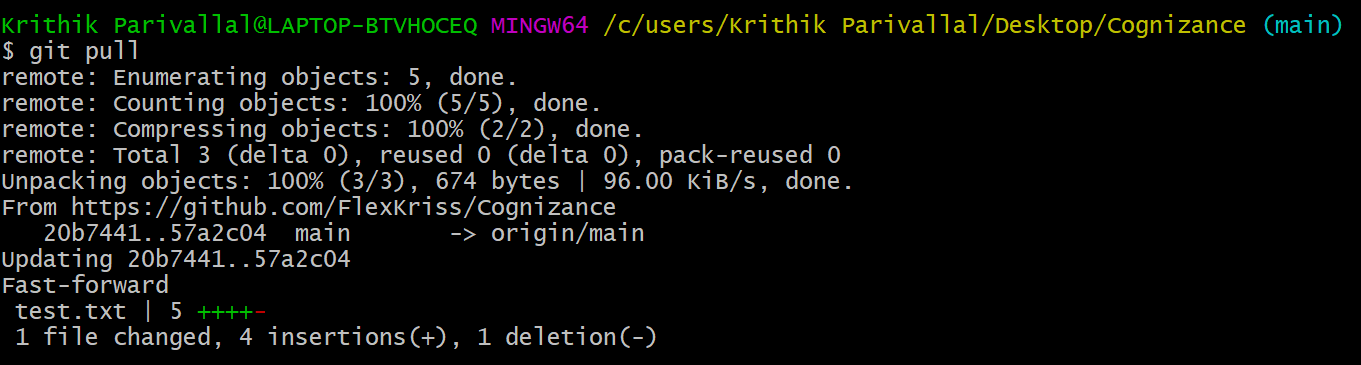 Krithik Parivallal@LAPTOP-BTVHOCEQ MINGW64 /c/users/Krithik Parivallal/Desktop/Cognizance (main)
$ git pull
remote: Enumerating objects: 5, done.
remote: Counting objects: 100% (5/5), done.
remote: Compressing objects: 100% (2/2), done.
remote: Total 3 (delta 0), reused 0 (delta 0), pack-reused 0
Unpacking objects: 100% (3/3), 674 bytes | 96.00 KiB/s, done.
From https://github.com/FlexKriss/Cognizance
   20b7441..57a2c04  main       -> origin/main
Updating 20b7441..57a2c04
Fast-forward
 test.txt | 5 ++++-
 1 file changed, 4 insertions(+), 1 deletion(-)